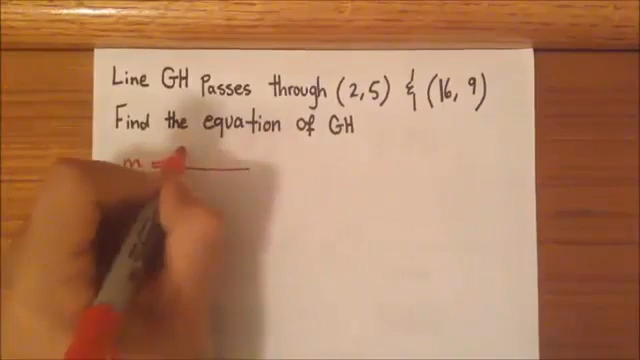 Line GH Passes through (2, 5) & (16, 9)
Find the equation of GH
m =